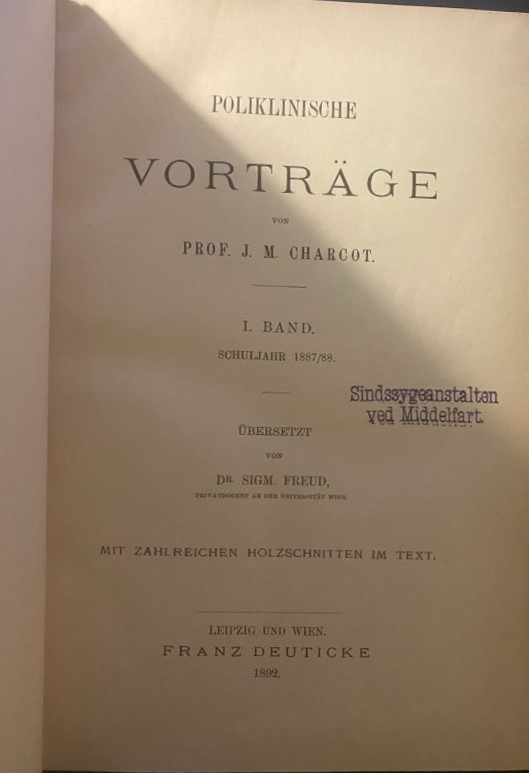 POLIKLINISCHE
VORTRÄGE
VON
PROF. J. M. CHARCOT.
I. BAND.
SCHULJAHR 1887/88.
Sindssygeanstalten
ved Middelfart.
ÜBERSETZT
VON
DR. SIGM. FREUD,
PRIVATDOCENT AN DER UNIVERSITÄT WIEN.
MIT ZAHLREICHEN HOLZSCHNITTEN IM TEXT.
LEIPZIG UND WIEN.
FRANZ DEUTICKE
1892.